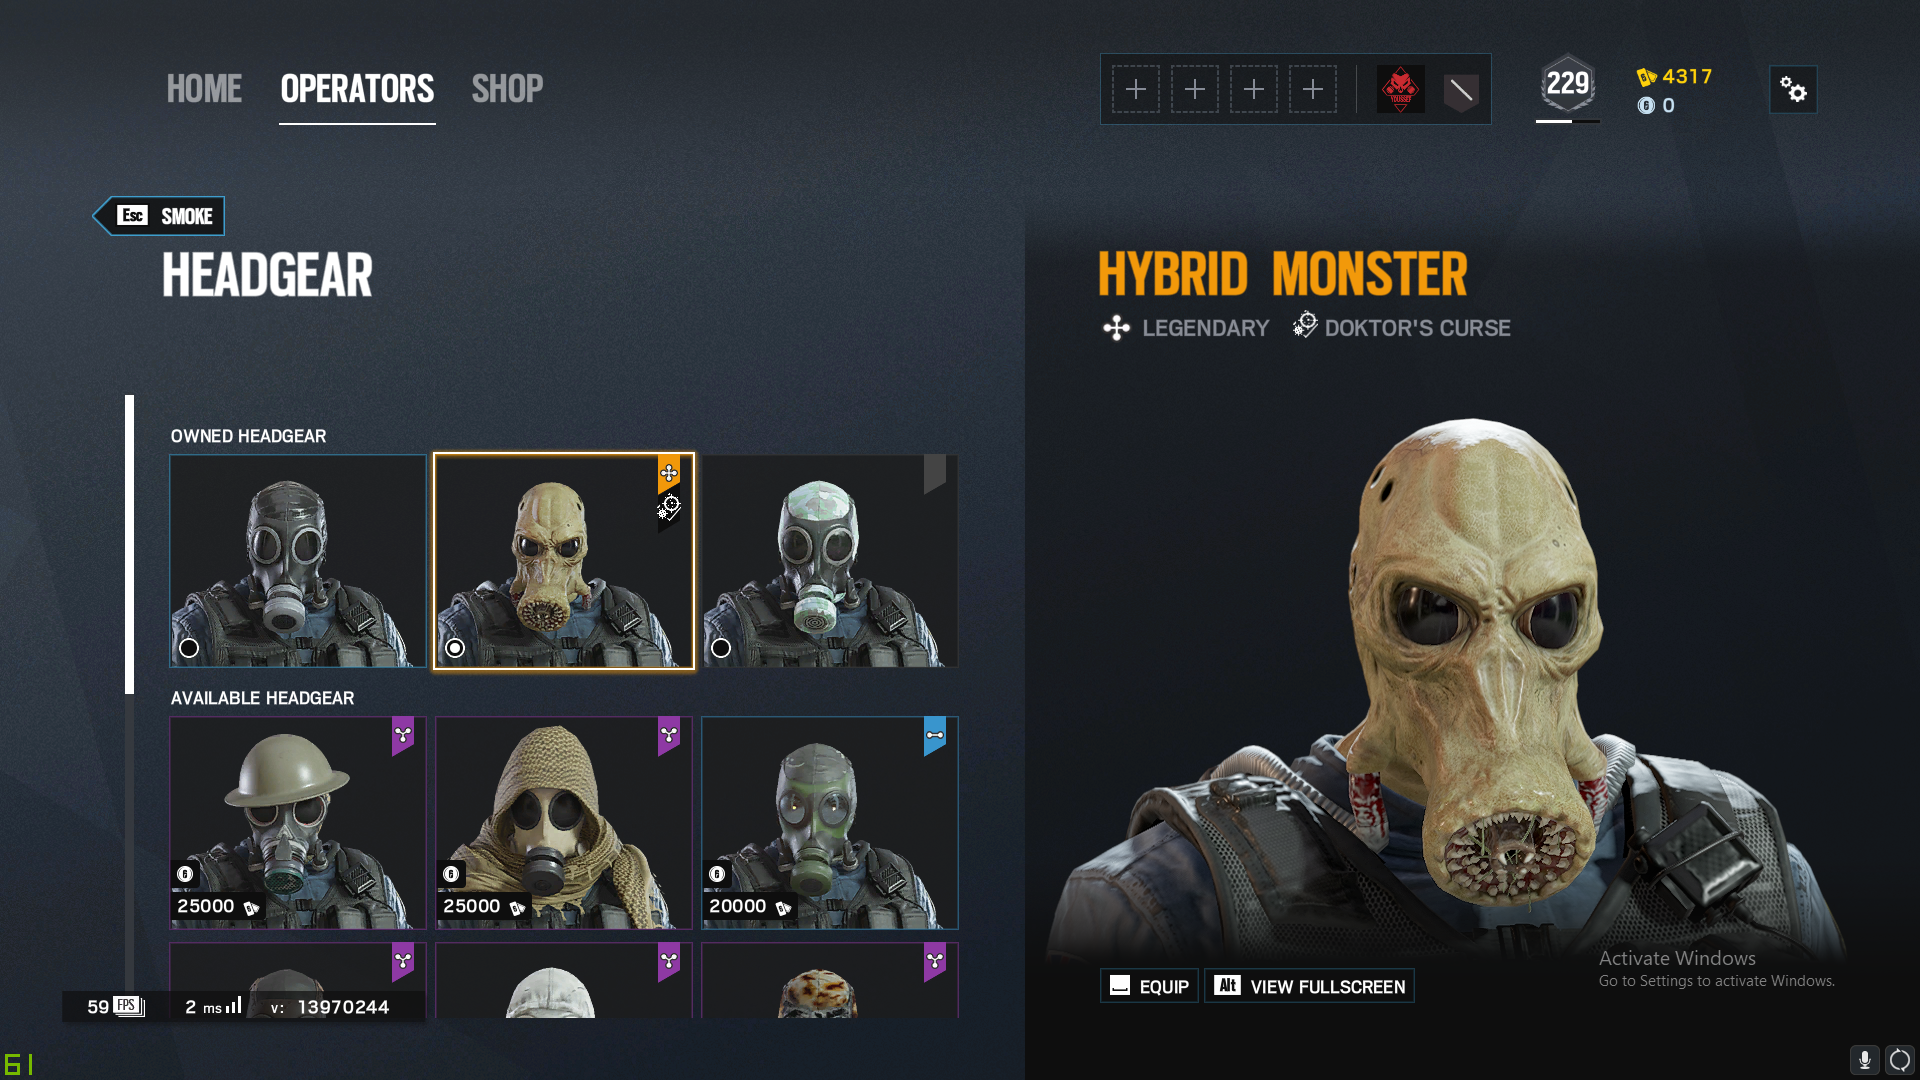 HOME OPERATORS SHOP
YOUSSEF
229
4317
0
Esc SMOKE
HEADGEAR
HYBRID MONSTER
LEGENDARY DOKTOR'S CURSE
OWNED HEADGEAR
AVAILABLE HEADGEAR
25000
25000
20000
EQUIP
Alt VIEW FULLSCREEN
Activate Windows
Go to Settings to activate Windows.
59 FPS 2 ms v: 13970244
61